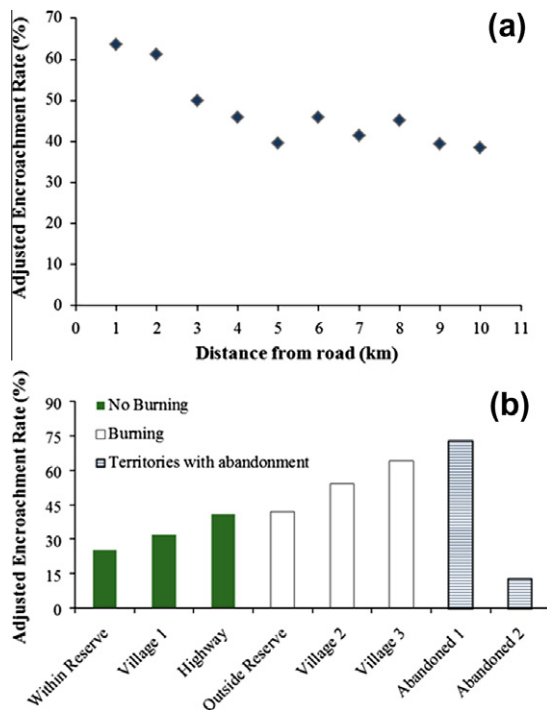 (a)
Adjusted Encroachment Rate (%)
70
60
50
40
30
20
10
0
0 1 2 3 4 5 6 7 8 9 10 11
Distance from road (km)
(b)
Adjusted Encroachment Rate (%)
90
75
60
45
30
15
0
No Burning
Burning
Territories with abandonment
Within Reserve
Village 1
Highway
Outside Reserve
Village 2
Village 3
Abandoned 1
Abandoned 2